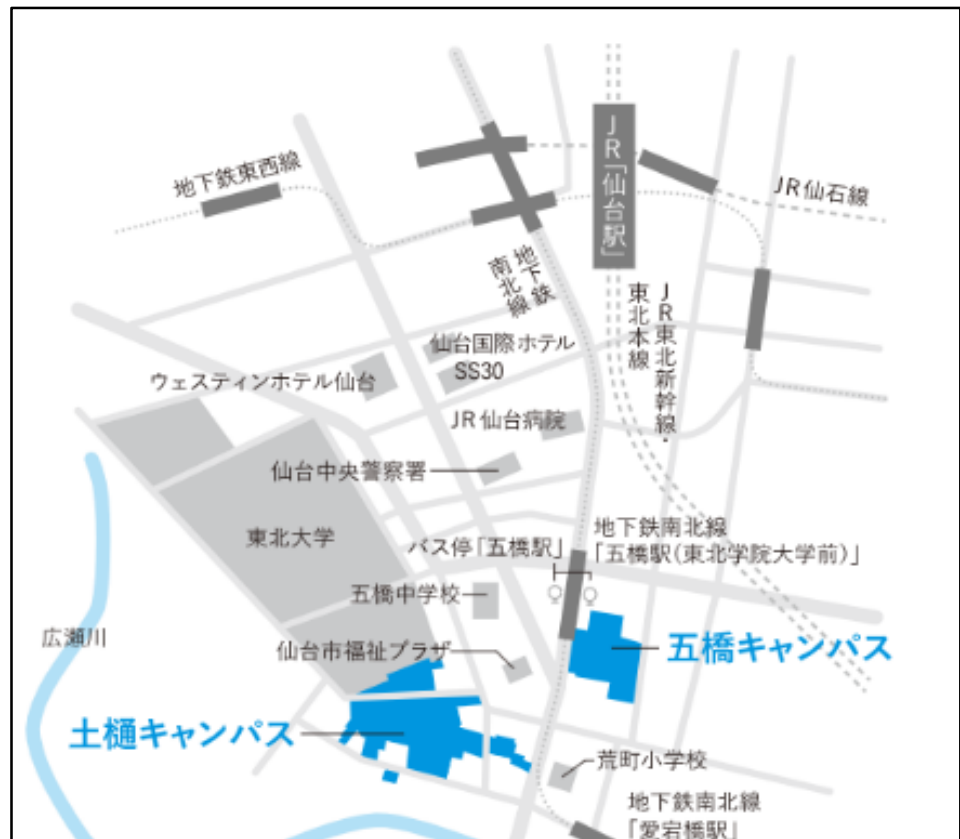 JR「仙台駅」
地下鉄東西線
JR仙石線
地下鉄
南北線
JR東北新幹線・
東北本線
仙台国際ホテル
SS30
ウェスティンホテル仙台
JR仙台病院
仙台中央警察署
東北大学
バス停「五橋駅」
地下鉄南北線
「五橋駅(東北学院大学前)」
五橋中学校
広瀬川
仙台市福祉プラザ
五橋キャンパス
土樋キャンパス
荒町小学校
地下鉄南北線
「愛宕橋駅」